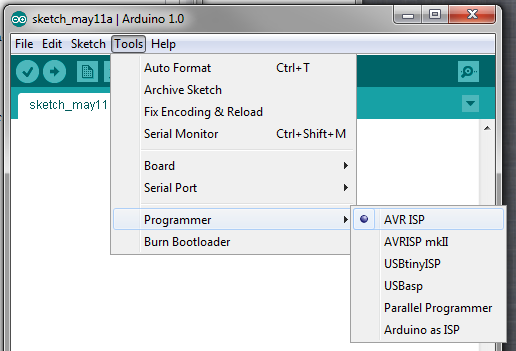 sketch_may11a | Arduino 1.0
File Edit Sketch Tools Help
sketch_may11
Auto Format Ctrl+T
Archive Sketch
Fix Encoding & Reload
Serial Monitor Ctrl+Shift+M
Board
Serial Port
Programmer
Burn Bootloader
AVR ISP
AVRISP mkII
USBtinyISP
USBasp
Parallel Programmer
Arduino as ISP